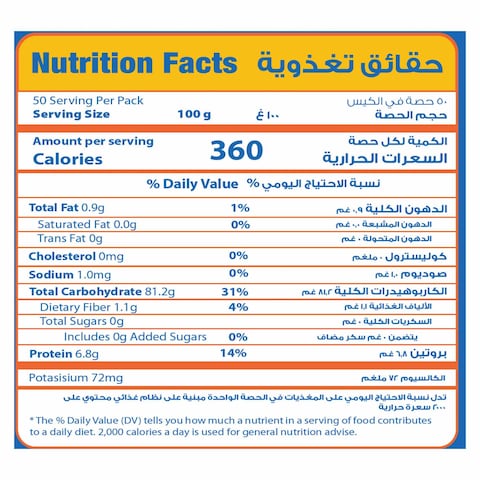 Nutrition Facts حقائق تغذوية
50 Serving Per Pack ٥٠ حصة في الكيس
Serving Size 100 g ١٠٠ غ حجم الحصة
Amount per serving الكمية لكل حصة
Calories 360 السعرات الحرارية
% Daily Value نسبة الاحتياج اليومي %
Total Fat 0.9g 1% الدهون الكلية ٠,٩ غم
Saturated Fat 0.0g 0% الدهون المشبعة ٠,٠ غم
Trans Fat 0g الدهون المتحولة ٠ غم
Cholesterol 0mg 0% كوليسترول ٠ ملغم
Sodium 1.0mg 0% صوديوم ١,٠ غم
Total Carbohydrate 81.2g 31% الكاربوهيدرات الكلية ٨١,٢ غم
Dietary Fiber 1.1g 4% الألياف الغذائية ١,١ غم
Total Sugars 0g السكريات الكلية ٠ غم
Includes 0g Added Sugars 0% يتضمن ٠ غم سكر مضاف
Protein 6.8g 14% بروتين ٦,٨ غم
Potasisium 72mg الكالسيوم ٧٢ ملغم
تدل نسبة الاحتياج اليومي على المغذيات في الحصة الواحدة مبنية على نظام غذائي محتوي على
٢٠٠٠ سعرة حرارية
* The % Daily Value (DV) tells you how much a nutrient in a serving of food contributes
to a daily diet. 2,000 calories a day is used for general nutrition advise.